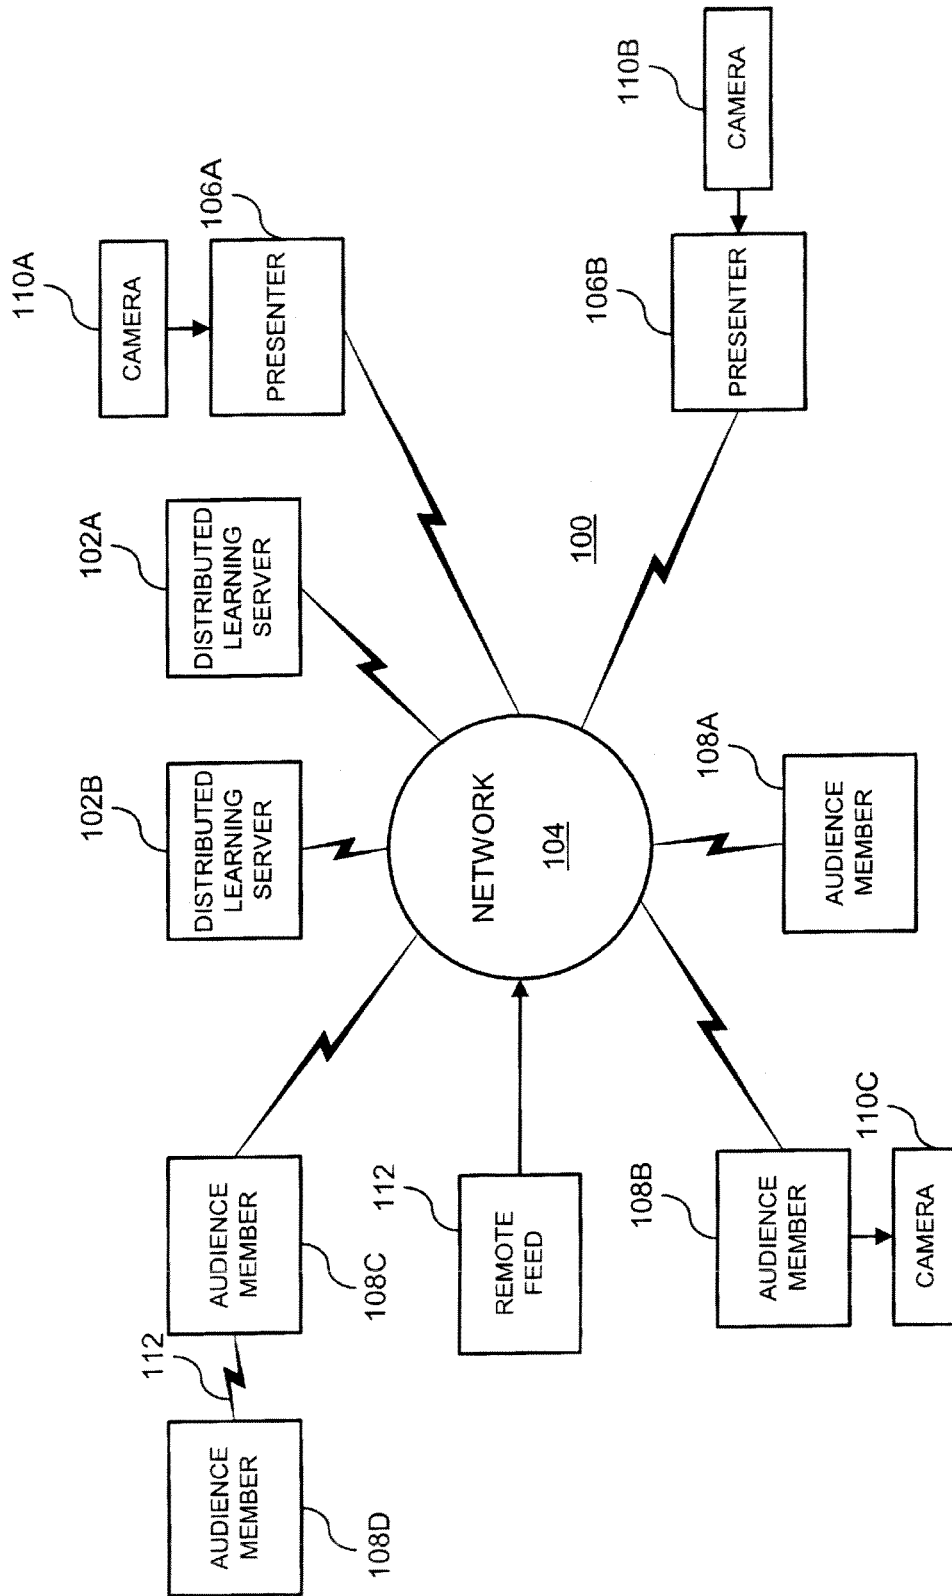 110A
CAMERA
106A
PRESENTER
110B
CAMERA
106B
PRESENTER
102A
DISTRIBUTED
LEARNING
SERVER
100
102B
DISTRIBUTED
LEARNING
SERVER
NETWORK
104
108A
AUDIENCE
MEMBER
AUDIENCE
MEMBER
108C
112
REMOTE
FEED
108B
AUDIENCE
MEMBER
110C
CAMERA
112
AUDIENCE
MEMBER
108D